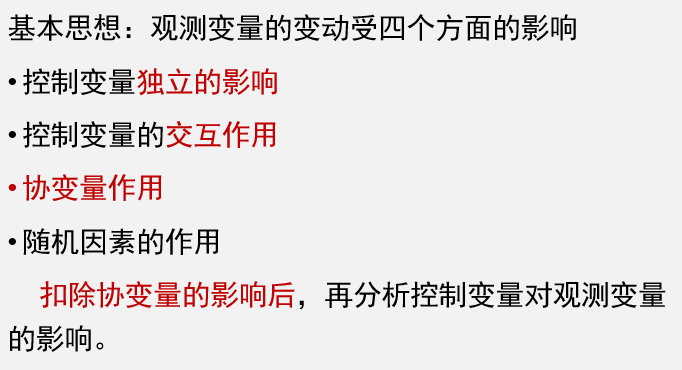 基本思想：观测变量的变动受四个方面的影响
•控制变量独立的影响
•控制变量的交互作用
•协变量作用
•随机因素的作用
扣除协变量的影响后，再分析控制变量对观测变量
的影响。